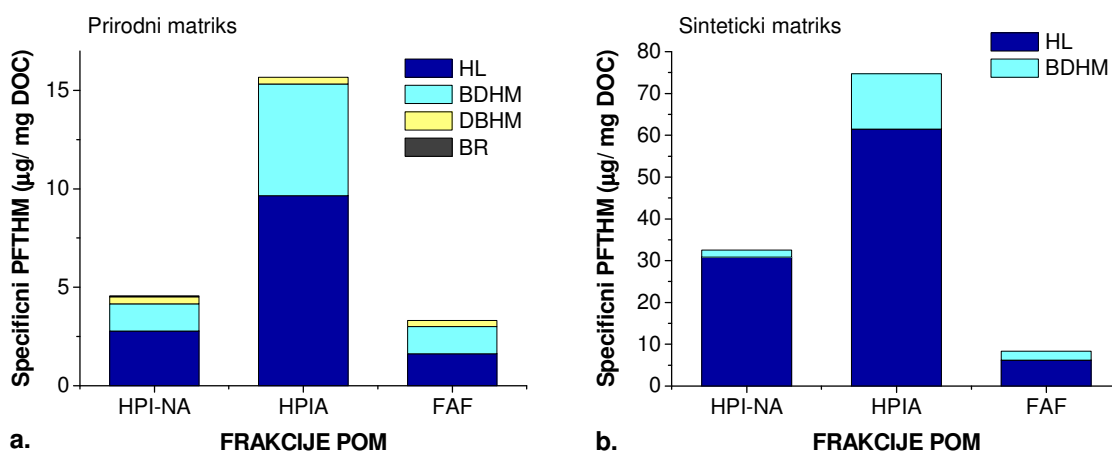 Prirodni matriks
Specificni PFTHM (µg/ mg DOC)
15
10
5
0
HL
BDHM
DBHM
BR
HPI-NA
HPIA
FAF
a.
FRAKCIJE POM
Sinteticki matriks
Specificni PFTHM (µg/ mg DOC)
80
70
60
50
40
30
20
10
0
HL
BDHM
HPI-NA
HPIA
FAF
b.
FRAKCIJE POM